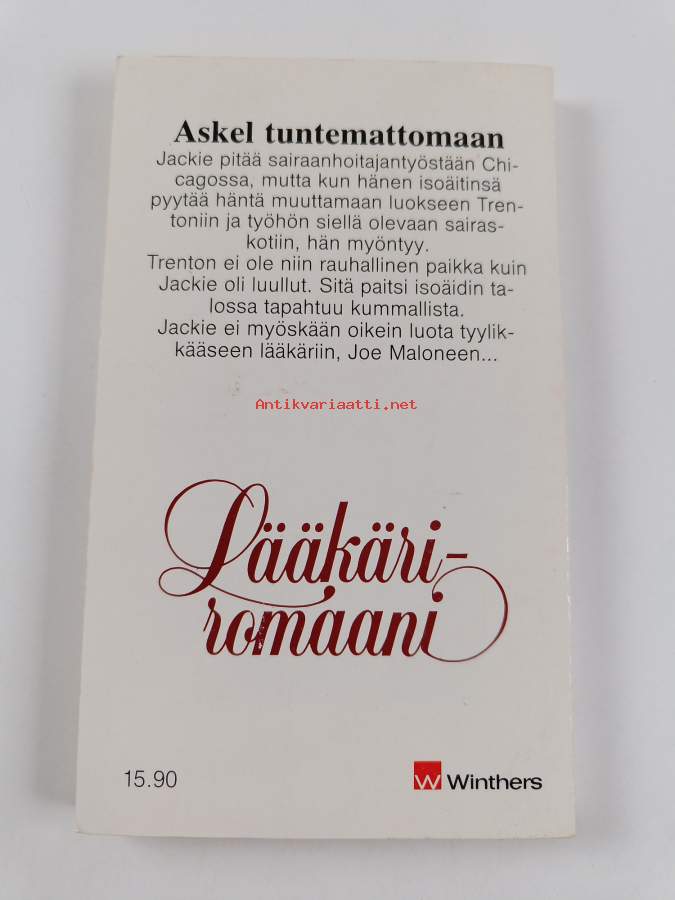 Askel tuntemattomaan
Jackie pitää sairaanhoitajantyöstään Chi-
cagossa, mutta kun hänen isoäitinsä
pyytää häntä muuttamaan luokseen Tren-
toniin ja työhön siellä olevaan sairas-
kotiin, hän myöntyy.
Trenton ei ole niin rauhallinen paikka kuin
Jackie oli luullut. Sitä paitsi isoäidin ta-
lossa tapahtuu kummallista.
Jackie ei myöskään oikein luota tyylik-
kääseen lääkäriin, Joe Maloneen...
Antikvariaatti.net
Lääkäri-
romaani
15.90
W Winthers